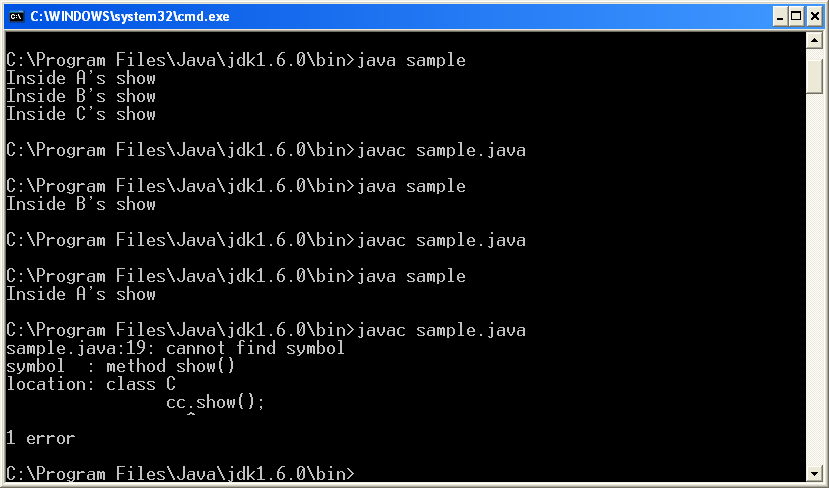 C:\WINDOWS\system32\cmd.exe
C:\Program Files\Java\jdk1.6.0\bin>java sample
Inside A's show
Inside B's show
Inside C's show
C:\Program Files\Java\jdk1.6.0\bin>javac sample.java
C:\Program Files\Java\jdk1.6.0\bin>java sample
Inside B's show
C:\Program Files\Java\jdk1.6.0\bin>javac sample.java
C:\Program Files\Java\jdk1.6.0\bin>java sample
Inside A's show
C:\Program Files\Java\jdk1.6.0\bin>javac sample.java
sample.java:19: cannot find symbol
symbol  : method show()
location: class C
                cc.show();
                  ^
1 error
C:\Program Files\Java\jdk1.6.0\bin>